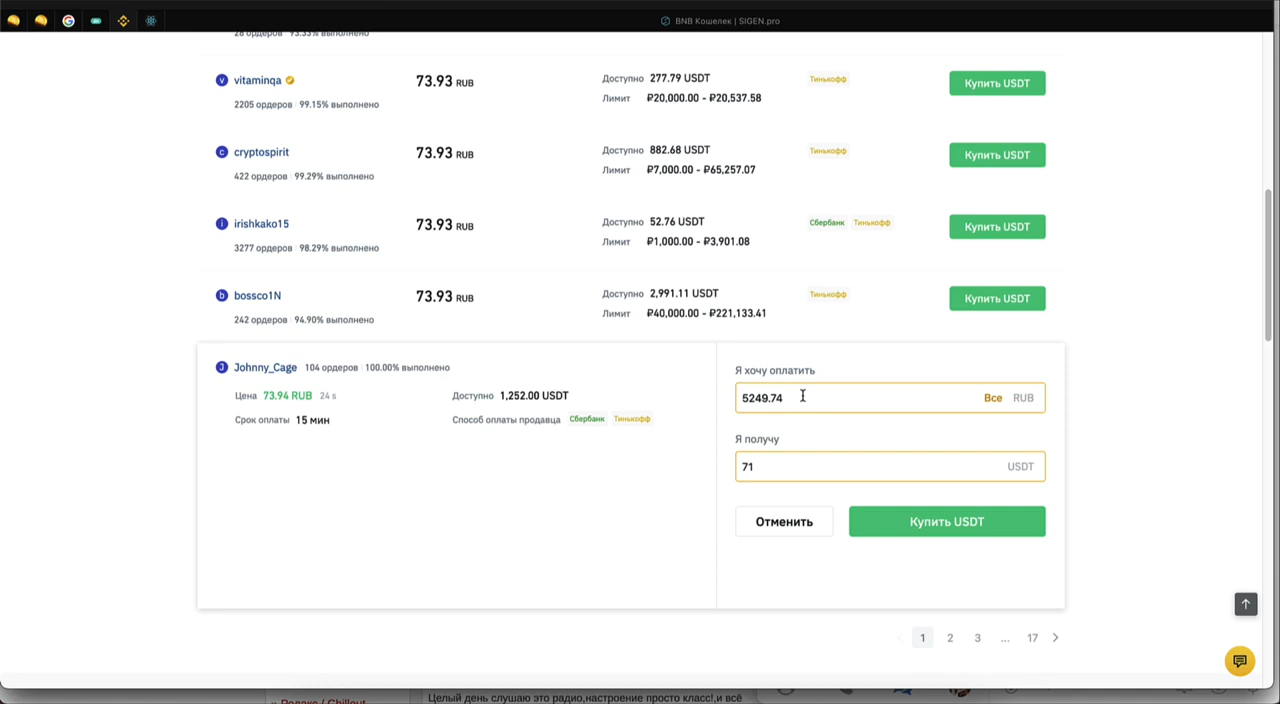 BNB Кошелек | SIGEN.pro
26 ордеров 93.33% выполнено
vitaminqa
73.93 RUB
Доступно 277.79 USDT
Тинькофф
Купить USDT
2205 ордеров 99.15% выполнено
Лимит ₽20,000.00 - ₽20,537.58
cryptospirit
73.93 RUB
Доступно 882.68 USDT
Тинькофф
Купить USDT
422 ордеров 99.29% выполнено
Лимит ₽7,000.00 - ₽65,257.07
irishkako15
73.93 RUB
Доступно 52.76 USDT
Сбербанк Тинькофф
Купить USDT
3277 ордеров 98.29% выполнено
Лимит ₽1,000.00 - ₽3,901.08
bossco1N
73.93 RUB
Доступно 2,991.11 USDT
Тинькофф
Купить USDT
242 ордеров 94.90% выполнено
Лимит ₽40,000.00 - ₽221,133.41
Johnny_Cage 104 ордеров 100.00% выполнено
Цена 73.94 RUB 24 s
Доступно 1,252.00 USDT
Срок оплаты 15 мин
Способ оплаты продавца Сбербанк Тинькофф
Я хочу оплатить
5249.74 Все RUB
Я получу
71 USDT
Отменить Купить USDT
1 2 3 ... 17
Целый день слушаю это радио,настроение просто класс!,и всё